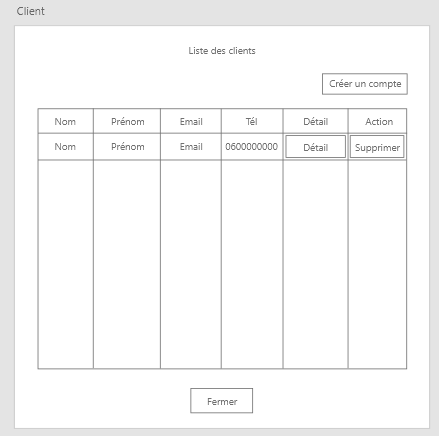 Client
Liste des clients
Créer un compte
Nom Prénom Email Tél Détail Action
Nom Prénom Email 0600000000 Détail Supprimer
Fermer